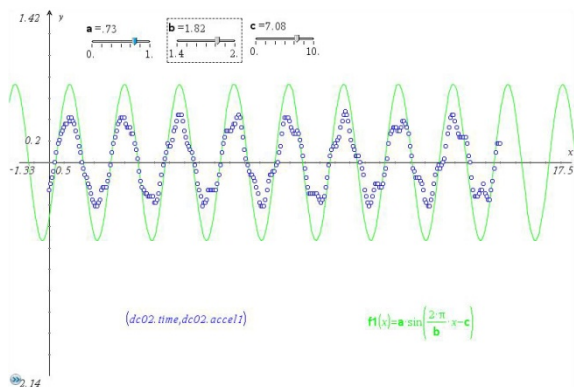 1.42
y
a =.73
0.
1.
b =1.82
1.4
2.
c =7.08
0.
10.
0.2
x
-1.33
0.5
17.5
(dc02.time,dc02.accel1)
f1(x)=a·sin(2·π/b·x-c)
-2.14